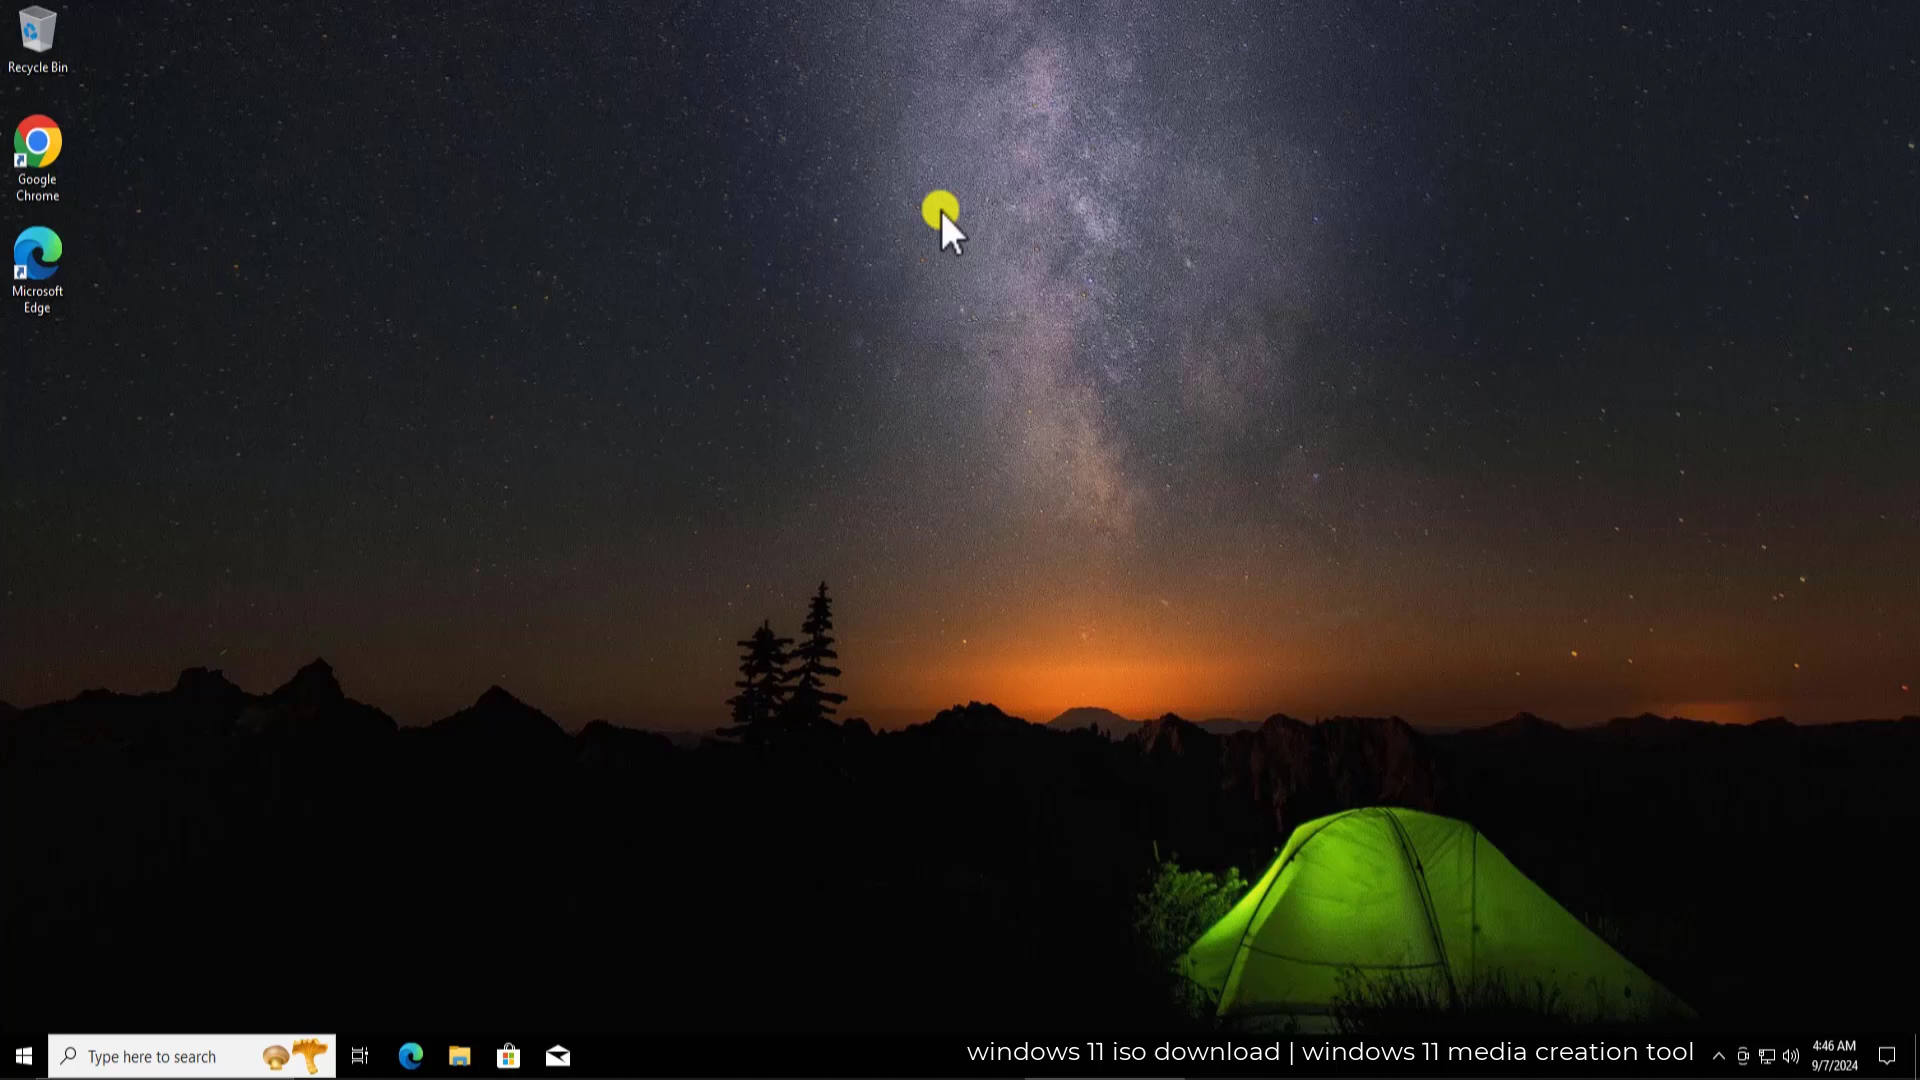 Recycle Bin
Google
Chrome
Microsoft
Edge
Type here to search
windows 11 iso download | windows 11 media creation tool
4:46 AM
9/7/2024